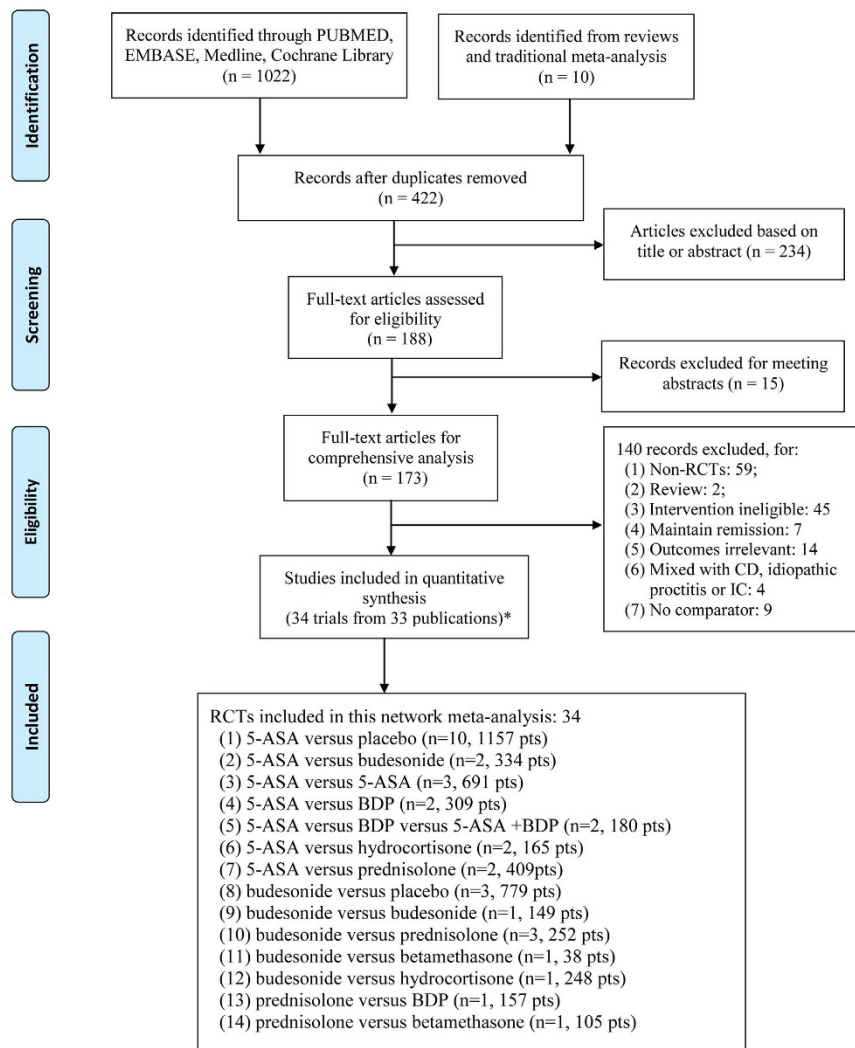 Identification
Records identified through PUBMED,
EMBASE, Medline, Cochrane Library
(n = 1022)
Records identified from reviews
and traditional meta-analysis
(n = 10)
Records after duplicates removed
(n = 422)
Screening
Articles excluded based on
title or abstract (n = 234)
Full-text articles assessed
for eligibility
(n = 188)
Records excluded for meeting
abstracts (n = 15)
Eligibility
Full-text articles for
comprehensive analysis
(n = 173)
140 records excluded, for:
(1) Non-RCTs: 59;
(2) Review: 2;
(3) Intervention ineligible: 45
(4) Maintain remission: 7
(5) Outcomes irrelevant: 14
(6) Mixed with CD, idiopathic
proctitis or IC: 4
(7) No comparator: 9
Studies included in quantitative
synthesis
(34 trials from 33 publications)*
Included
RCTs included in this network meta-analysis: 34
(1) 5-ASA versus placebo (n=10, 1157 pts)
(2) 5-ASA versus budesonide (n=2, 334 pts)
(3) 5-ASA versus 5-ASA (n=3, 691 pts)
(4) 5-ASA versus BDP (n=2, 309 pts)
(5) 5-ASA versus BDP versus 5-ASA +BDP (n=2, 180 pts)
(6) 5-ASA versus hydrocortisone (n=2, 165 pts)
(7) 5-ASA versus prednisolone (n=2, 409pts)
(8) budesonide versus placebo (n=3, 779 pts)
(9) budesonide versus budesonide (n=1, 149 pts)
(10) budesonide versus prednisolone (n=3, 252 pts)
(11) budesonide versus betamethasone (n=1, 38 pts)
(12) budesonide versus hydrocortisone (n=1, 248 pts)
(13) prednisolone versus BDP (n=1, 157 pts)
(14) prednisolone versus betamethasone (n=1, 105 pts)